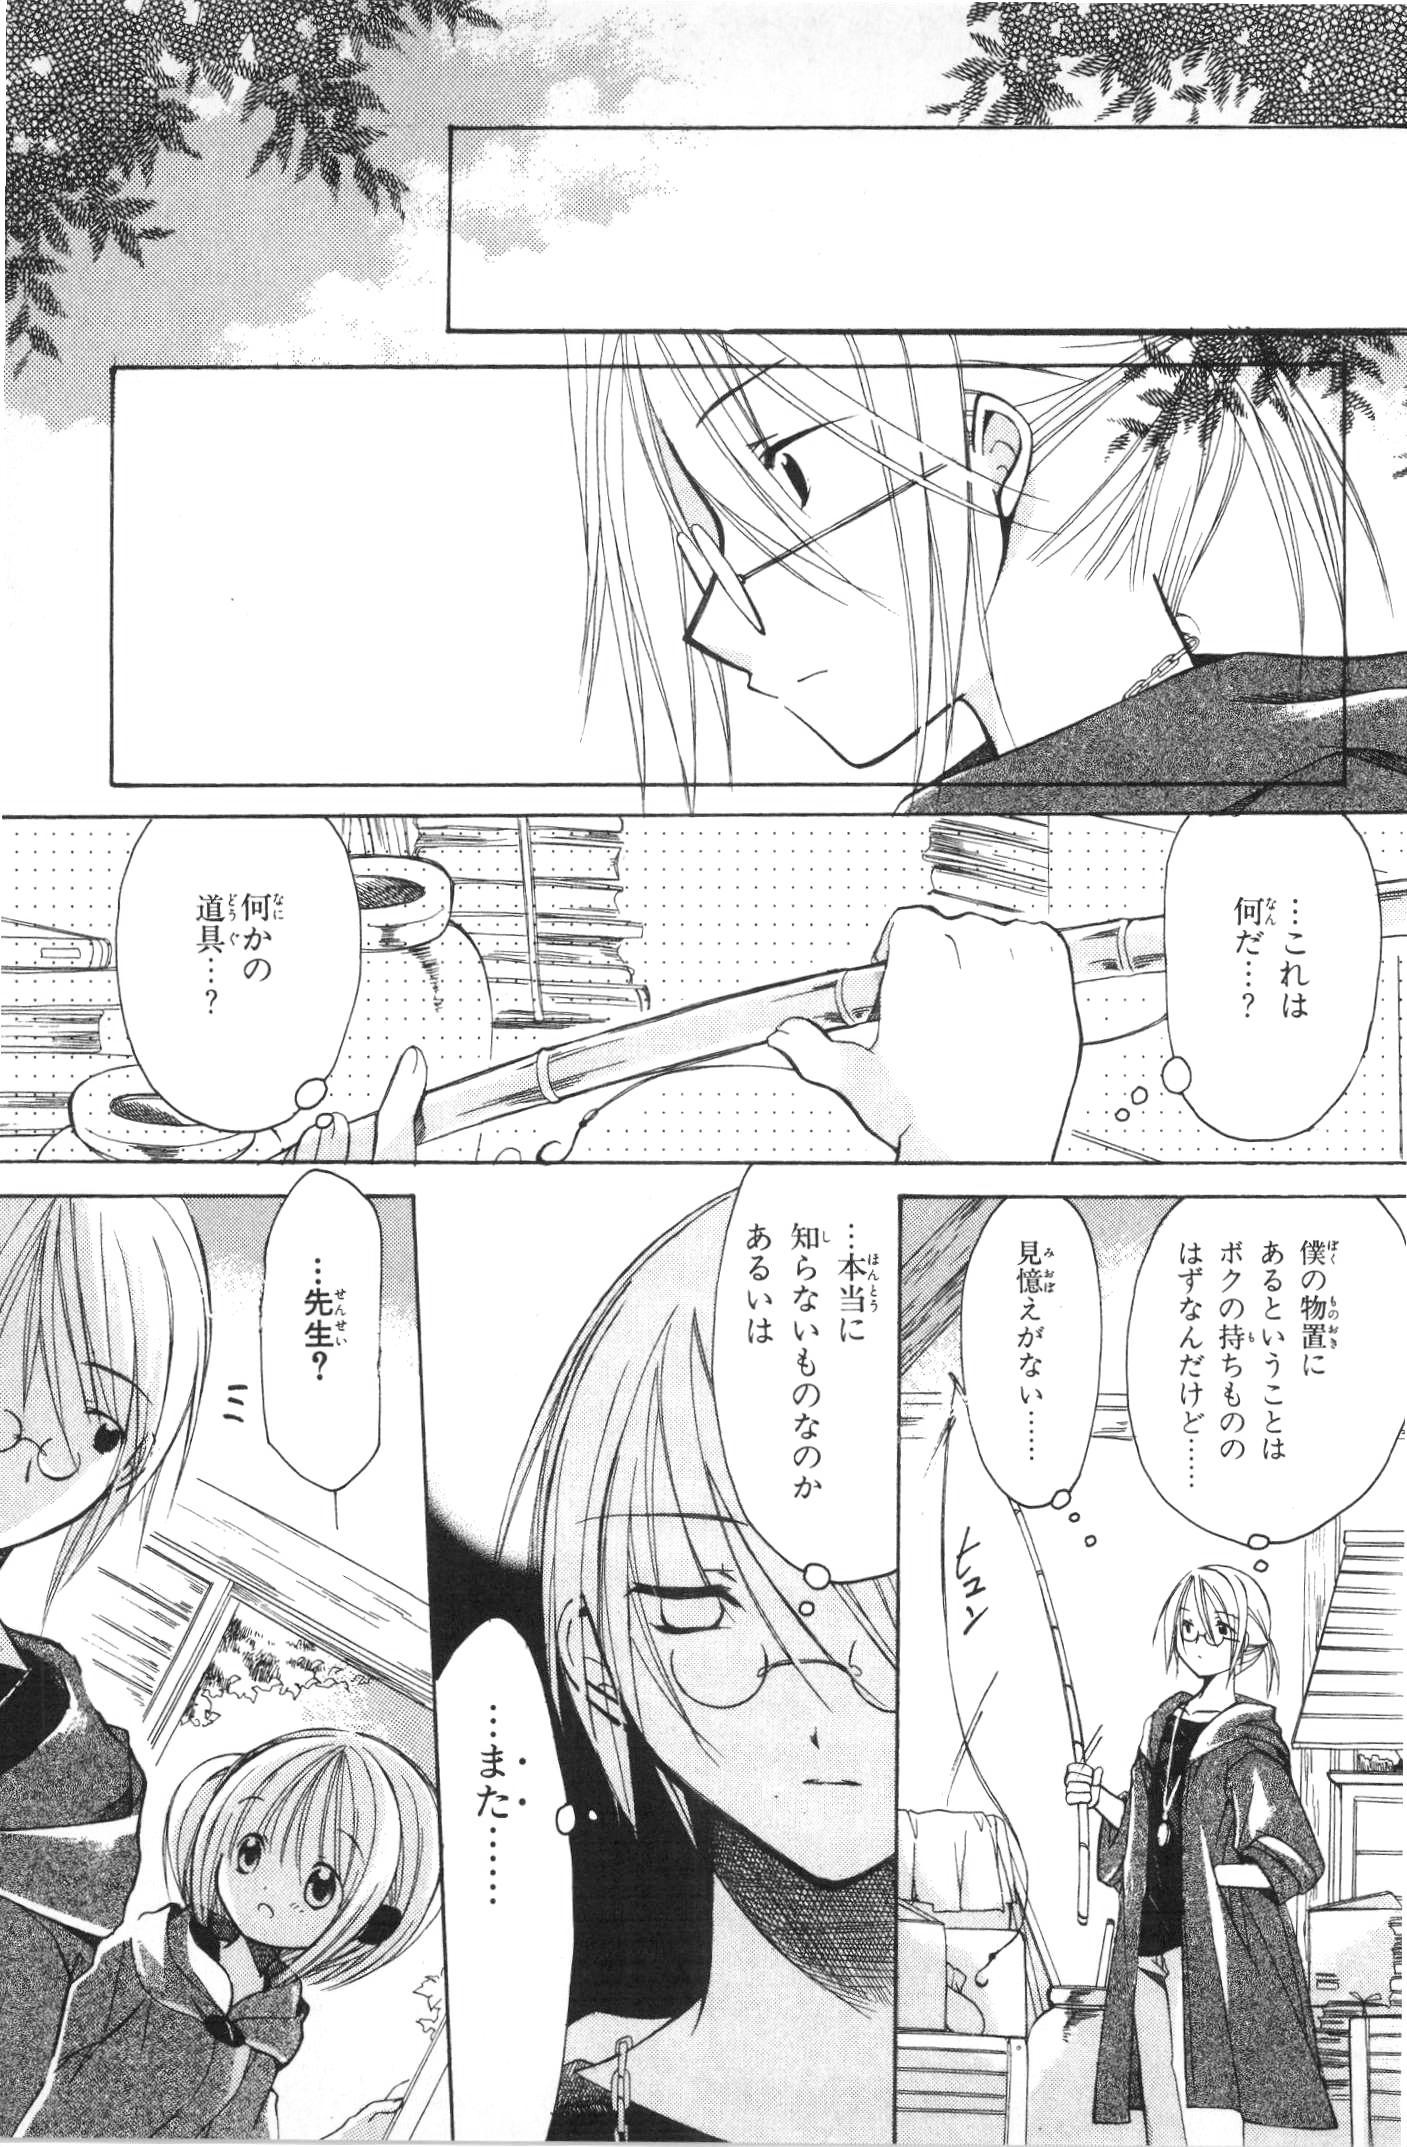 …これは
何だ…?
何かの
道具…?
僕の物置に
あるということは
ボクの持ちものの
はずなんだけど……
見憶えがない……
ヒュン
…本当に
知らないものなのか
あるいは
……また……
…先生?